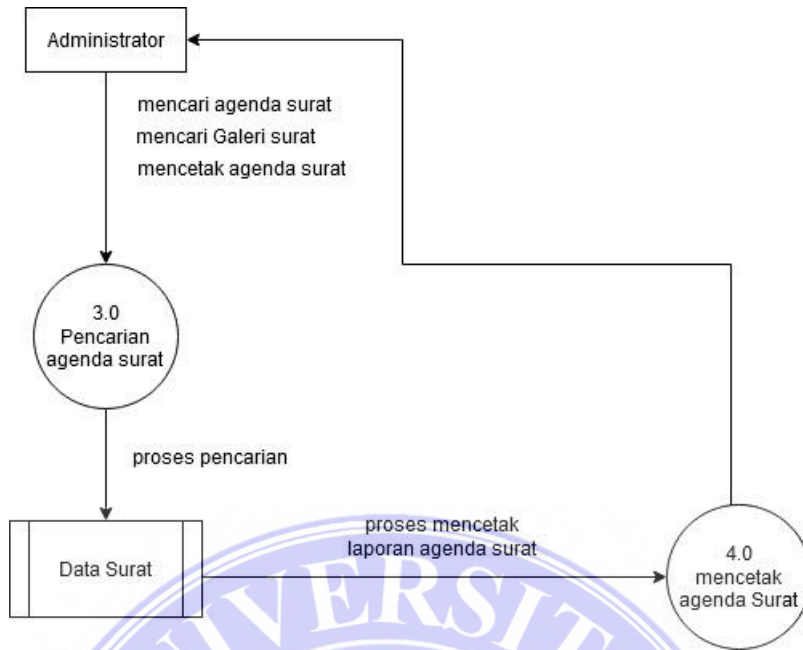 Administrator
mencari agenda surat
mencari Galeri surat
mencetak agenda surat
3.0
Pencarian
agenda surat
proses pencarian
Data Surat
proses mencetak
laporan agenda surat
4.0
mencetak
agenda Surat